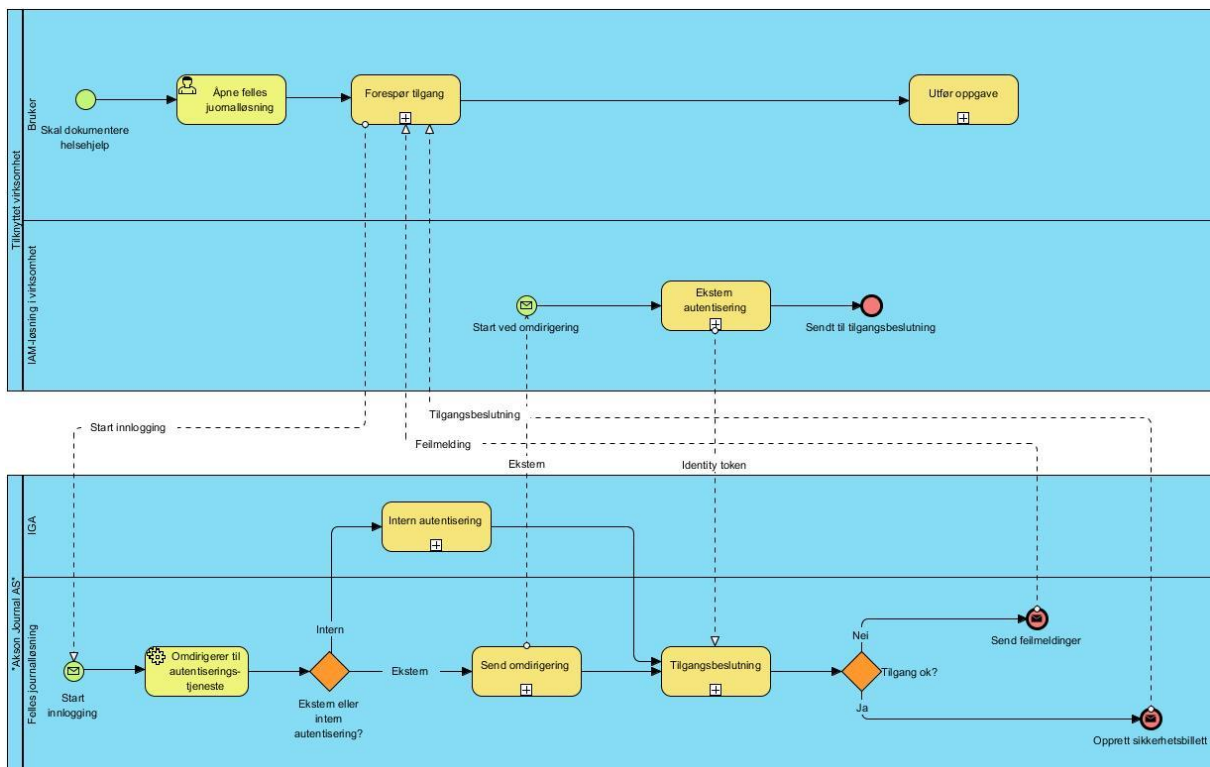 Tilknyttet virksomhet
Bruker
Skal dokumentere
helsehjelp
Åpne felles
juornalløsning
Forespør tilgang
Utfør oppgave
IAM-løsning i virksomhet
Start ved omdirigering
Ekstern
autentisering
Sendt til tilgangsbeslutning
Start innlogging
Tilgangsbeslutning
Feilmelding
Ekstern
Identity token
"Akson Journal AS"
IGA
Intern autentisering
Felles journalløsning
Start
innlogging
Omdirigerer til
autentiserings-
tjeneste
Intern
Ekstern
Ekstern eller
intern
autentisering?
Send omdirigering
Tilgangsbeslutning
Nei
Tilgang ok?
Ja
Send feilmeldinger
Opprett sikkerhetsbillett